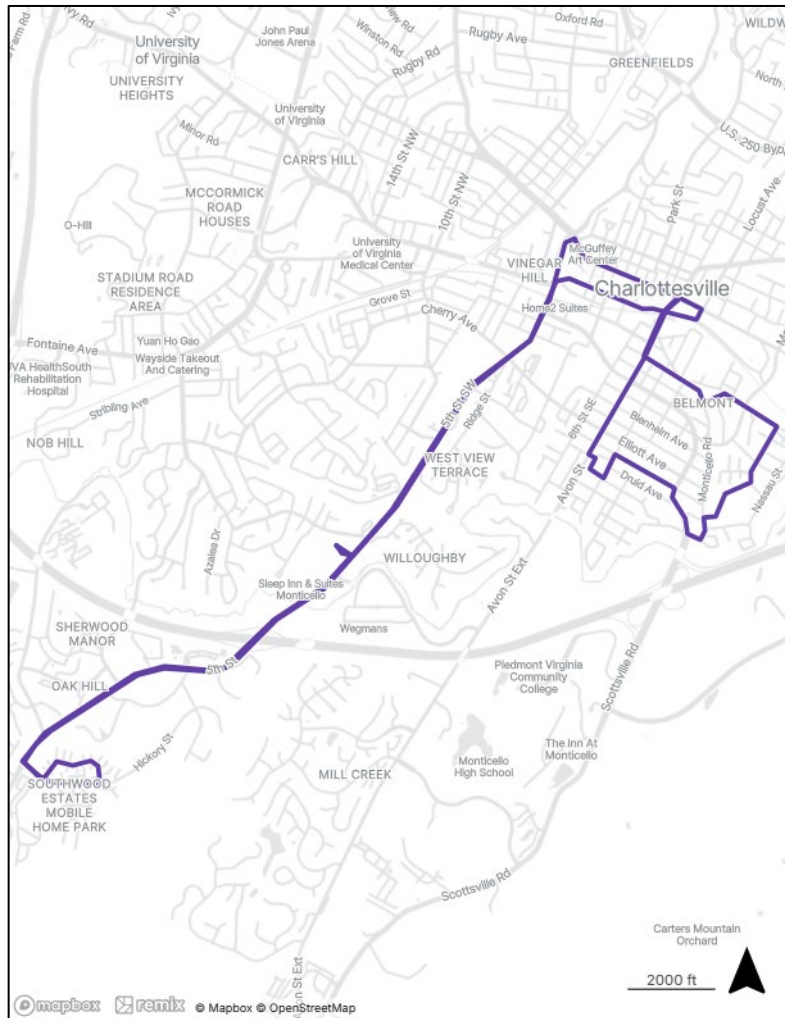 Ivy Rd
John Paul
Jones Arena
Winston Rd
Rugby Rd
Rugby Ave
Oxford Rd
University
of Virginia
UNIVERSITY
HEIGHTS
GREENFIELDS
University
of Virginia
Minor Rd
U.S. 250 Byp
CARR'S HILL
14th St NW
10th St NW
Park St
Locust Ave
MCCORMICK
ROAD
HOUSES
O-Hill
University
of Virginia
Medical Center
McGuffey
Art Center
VINEGAR
HILL
STADIUM ROAD
RESIDENCE
AREA
Charlottesville
Grove St
Home2 Suites
Cherry Ave
Fontaine Ave
Yuan Ho Gao
Wayside Takeout
And Catering
UVA HealthSouth
Rehabilitation
Hospital
Stribling Ave
5th St SW
Ridge St
6th St SE
BELMONT
Blenheim Ave
NOB HILL
WEST VIEW
TERRACE
Elliott Ave
Monticello Rd
Avon St
Druid Ave
Nassau St
Azalea Dr
WILLOUGHBY
Sleep Inn & Suites
Monticello
Avon St Ext
SHERWOOD
MANOR
Wegmans
5th St
OAK HILL
Piedmont Virginia
Community
College
Scottsville Rd
Hickory St
The Inn At
Monticello
Monticello
High School
MILL CREEK
SOUTHWOOD
ESTATES
MOBILE
HOME PARK
Scottsville Rd
Carters Mountain
Orchard
Avon St Ext
2000 ft
mapbox remix © Mapbox © OpenStreetMap